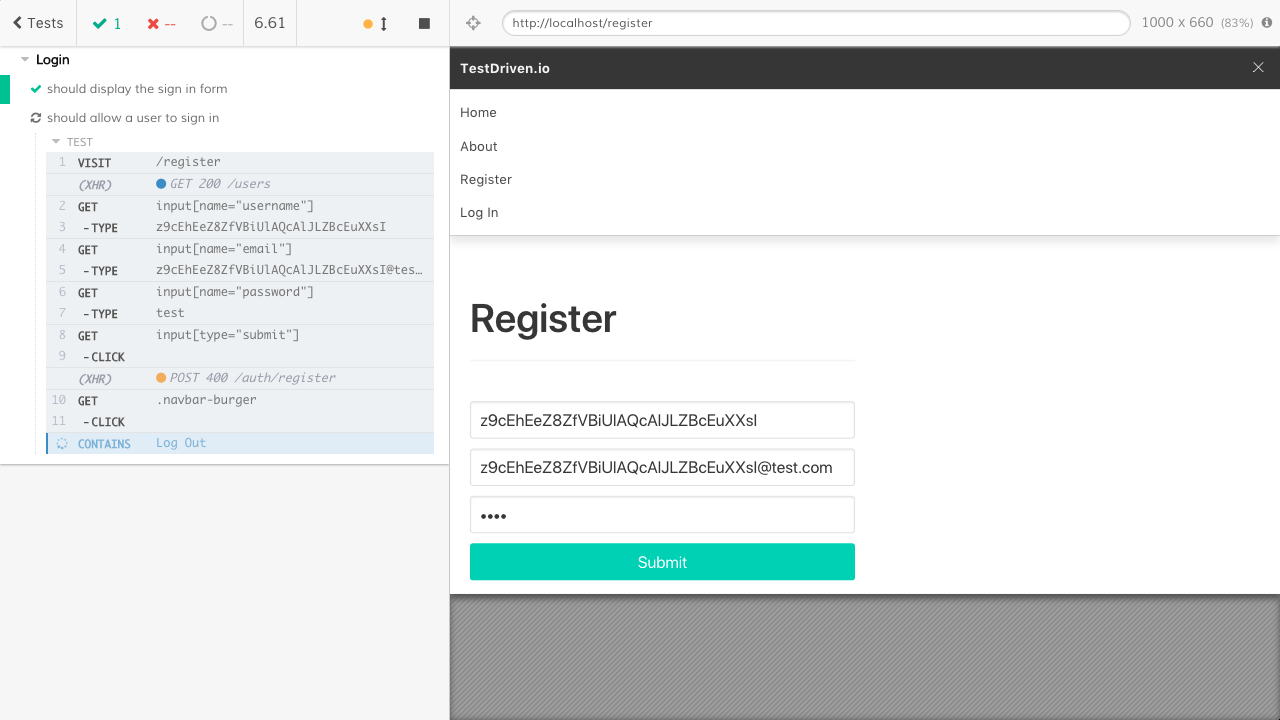 Tests 1 -- -- 6.61
http://localhost/register 1000 x 660 (83%)
Login
should display the sign in form
should allow a user to sign in
TEST
1 VISIT /register
(XHR) GET 200 /users
2 GET input[name="username"]
3 -TYPE z9cEhEeZ8ZfVBiUlAQcAlJLZBcEuXXsI
4 GET input[name="email"]
5 -TYPE z9cEhEeZ8ZfVBiUlAQcAlJLZBcEuXXsI@tes…
6 GET input[name="password"]
7 -TYPE test
8 GET input[type="submit"]
9 -CLICK
(XHR) POST 400 /auth/register
10 GET .navbar-burger
11 -CLICK
CONTAINS Log Out
TestDriven.io
Home
About
Register
Log In
Register
z9cEhEeZ8ZfVBiUlAQcAlJLZBcEuXXsI
z9cEhEeZ8ZfVBiUlAQcAlJLZBcEuXXsI@test.com
••••
Submit